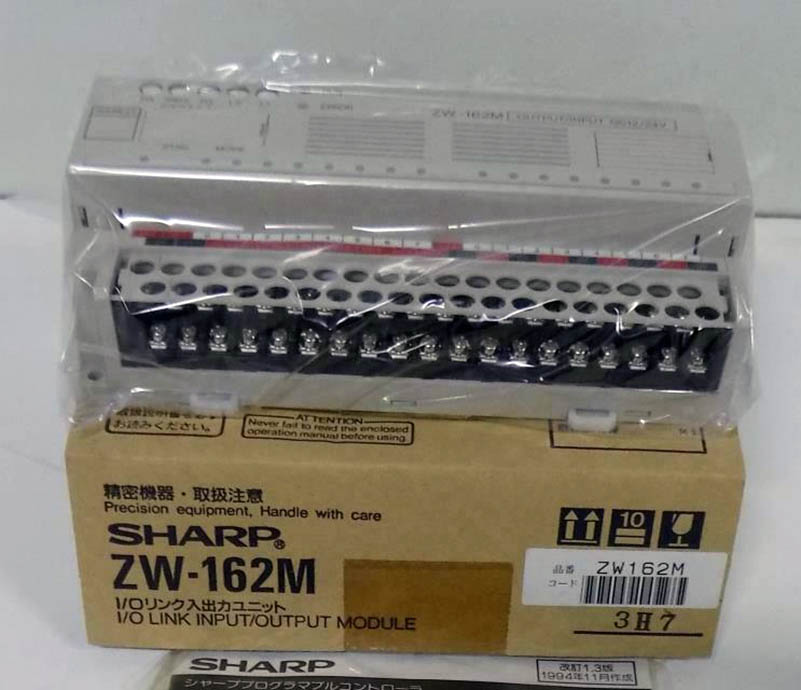 ZW-162M [ OUTPUT/INPUT DC12/24V ]
お読みください。
ATTENTION
Never fail to read the enclosed
operation manual before using.
精密機器・取扱注意
Precision equipment, Handle with care
SHARP®
ZW-162M
I/Oリンク入出力ユニット
I/O LINK INPUT/OUTPUT MODULE
10
品番 ZW162M
コード
3H7
SHARP
改訂1.3版
1994年11月作成
シャーププログラマブルコントローラ